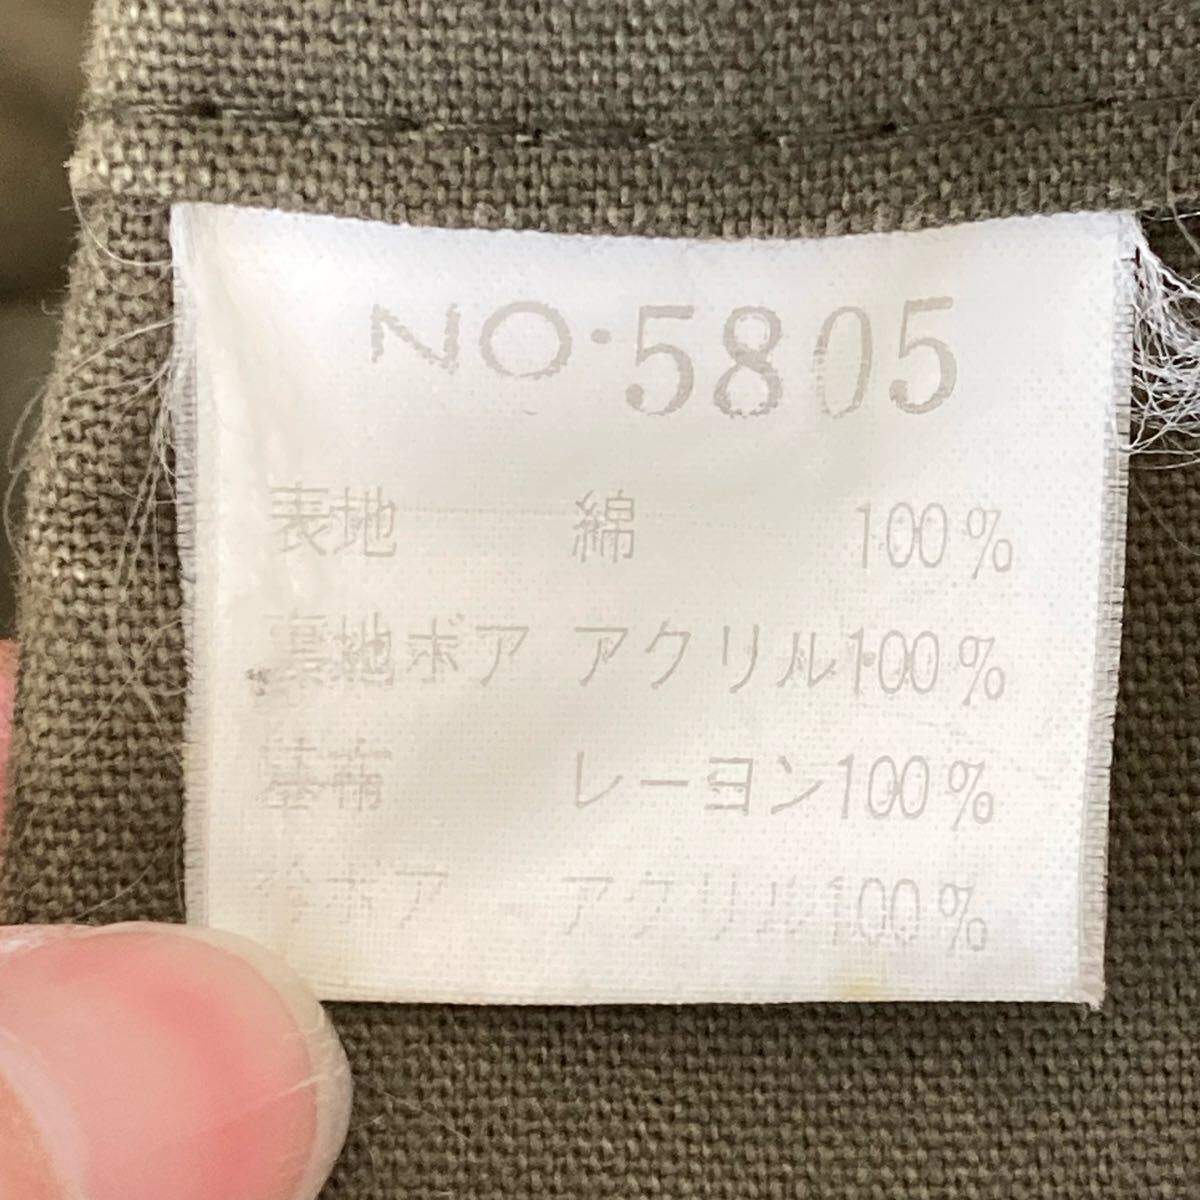 NO.5805
表地 綿 100%
裏地ボア アクリル100%
基布 レーヨン100%
衿ボア アクリル100%